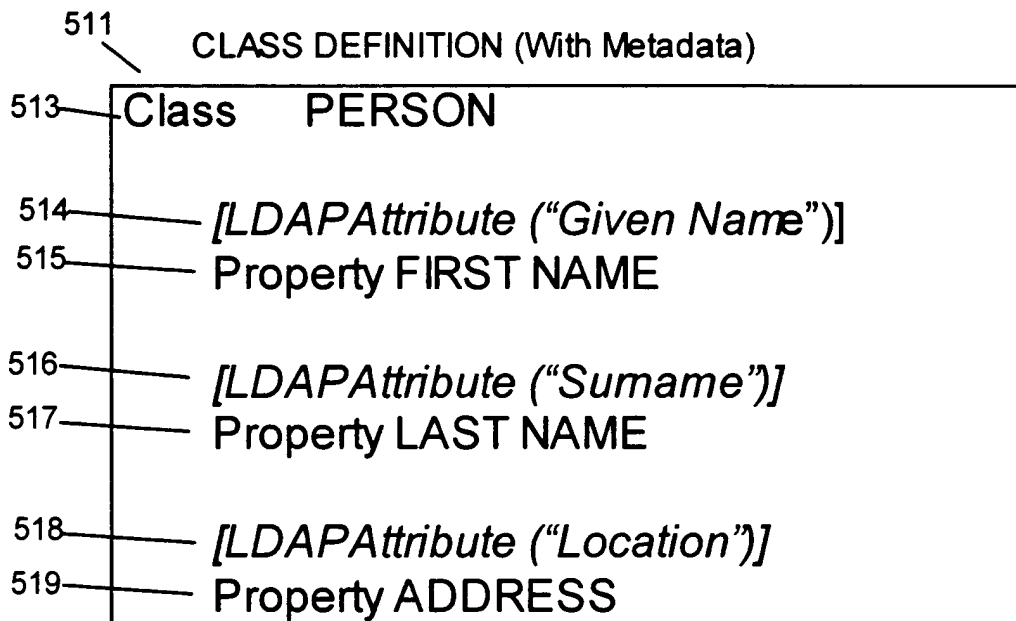 511
CLASS DEFINITION (With Metadata)
513 Class PERSON
514 [LDAPAttribute (“Given Name”)]
515 Property FIRST NAME
516 [LDAPAttribute (“Surname”)]
517 Property LAST NAME
518 [LDAPAttribute (“Location”)]
519 Property ADDRESS